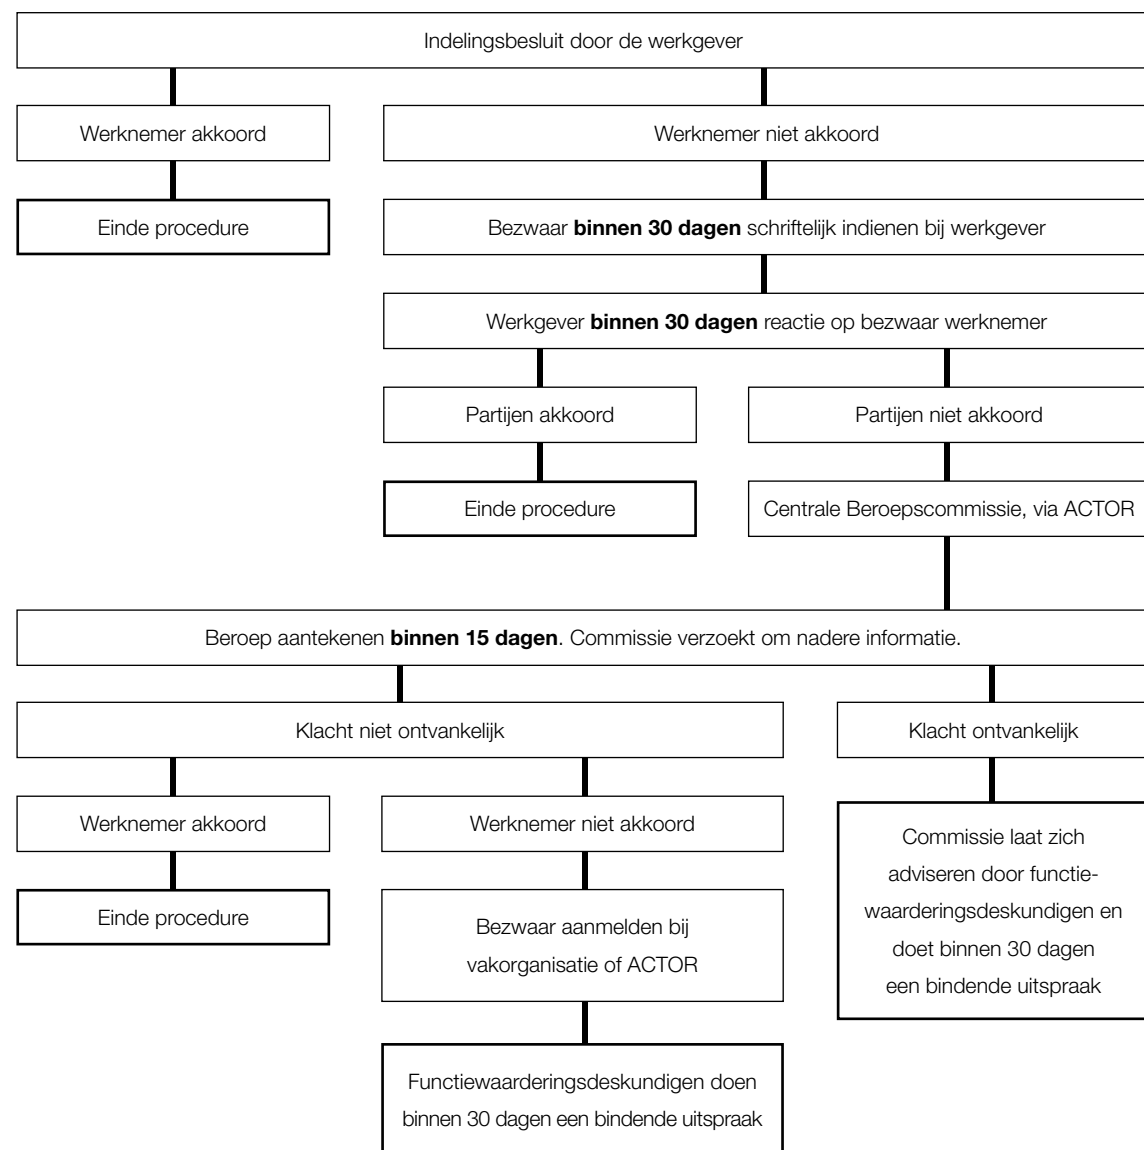 Indelingsbesluit door de werkgever
Werknemer akkoord
Werknemer niet akkoord
Einde procedure
Bezwaar binnen 30 dagen schriftelijk indienen bij werkgever
Werkgever binnen 30 dagen reactie op bezwaar werknemer
Partijen akkoord
Partijen niet akkoord
Einde procedure
Centrale Beroepscommissie, via ACTOR
Beroep aantekenen binnen 15 dagen. Commissie verzoekt om nadere informatie.
Klacht niet ontvankelijk
Klacht ontvankelijk
Werknemer akkoord
Werknemer niet akkoord
Einde procedure
Bezwaar aanmelden bij
vakorganisatie of ACTOR
Functiewaarderingsdeskundigen doen
binnen 30 dagen een bindende uitspraak
Commissie laat zich
adviseren door functie-
waarderingsdeskundigen en
doet binnen 30 dagen
een bindende uitspraak